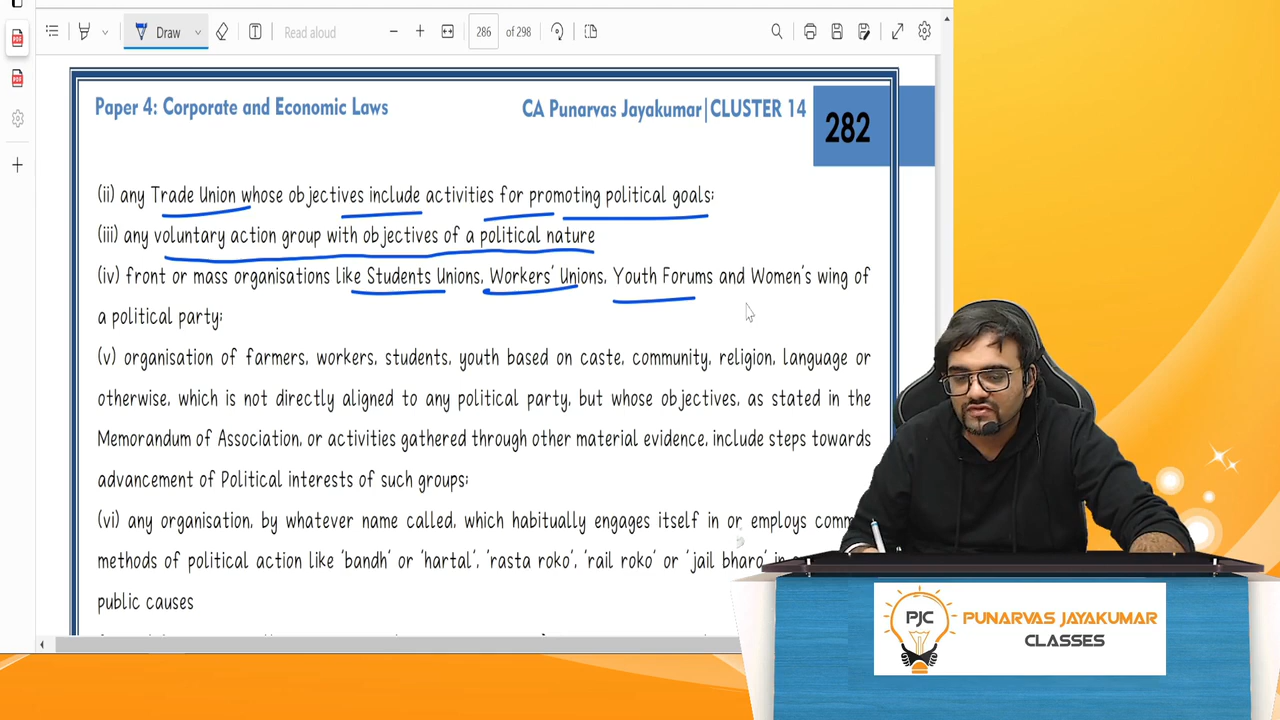 Draw
Read aloud
286
of 298
Paper 4: Corporate and Economic Laws
CA Punarvas Jayakumar|CLUSTER 14
282
(ii) any Trade Union whose objectives include activities for promoting political goals;
(iii) any voluntary action group with objectives of a political nature
(iv) front or mass organisations like Students Unions, Workers' Unions, Youth Forums and Women's wing of
a political party;
(v) organisation of farmers, workers, students, youth based on caste, community, religion, language or
otherwise, which is not directly aligned to any political party, but whose objectives, as stated in the
Memorandum of Association, or activities gathered through other material evidence, include steps towards
advancement of Political interests of such groups;
(vi) any organisation, by whatever name called, which habitually engages itself in or employs
methods of political action like 'bandh' or 'hartal', 'rasta roko', 'rail roko' or 'jail bharo'
public causes
PJC
PUNARVAS JAYAKUMAR
CLASSES